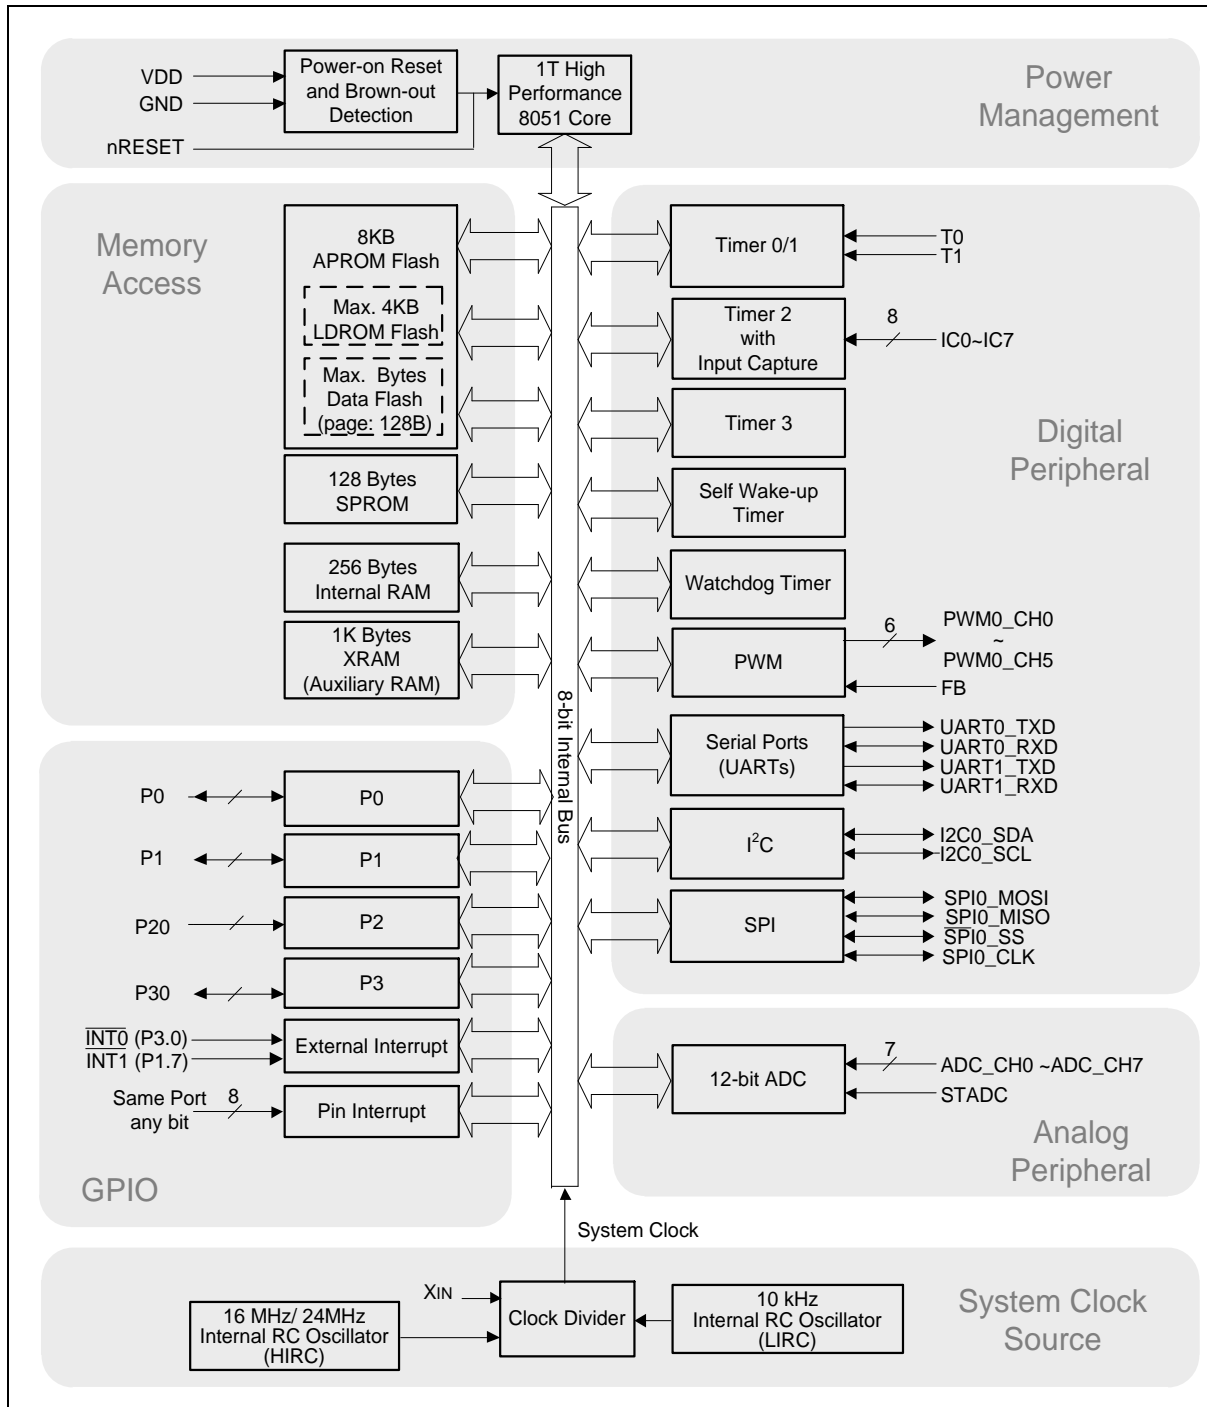 VDD
GND
nRESET
Power-on Reset
and Brown-out
Detection
1T High
Performance
8051 Core
Power
Management
Memory
Access
8KB
APROM Flash
Max. 4KB
LDROM Flash
Max. Bytes
Data Flash
(page: 128B)
128 Bytes
SPROM
256 Bytes
Internal RAM
1K Bytes
XRAM
(Auxiliary RAM)
8-bit Internal Bus
Timer 0/1
T0
T1
Timer 2
with
Input Capture
8
IC0~IC7
Timer 3
Self Wake-up
Timer
Watchdog Timer
PWM
6
PWM0_CH0
~
PWM0_CH5
FB
Serial Ports
(UARTs)
UART0_TXD
UART0_RXD
UART1_TXD
UART1_RXD
I²C
I2C0_SDA
I2C0_SCL
SPI
SPI0_MOSI
SPI0_MISO
SPI0_SS
SPI0_CLK
Digital
Peripheral
P0
P0
P1
P1
P20
P2
P30
P3
INT0 (P3.0)
INT1 (P1.7)
External Interrupt
Same Port
any bit
8
Pin Interrupt
GPIO
12-bit ADC
7
ADC_CH0 ~ADC_CH7
STADC
Analog
Peripheral
System Clock
XIN
16 MHz/ 24MHz
Internal RC Oscillator
(HIRC)
Clock Divider
10 kHz
Internal RC Oscillator
(LIRC)
System Clock
Source